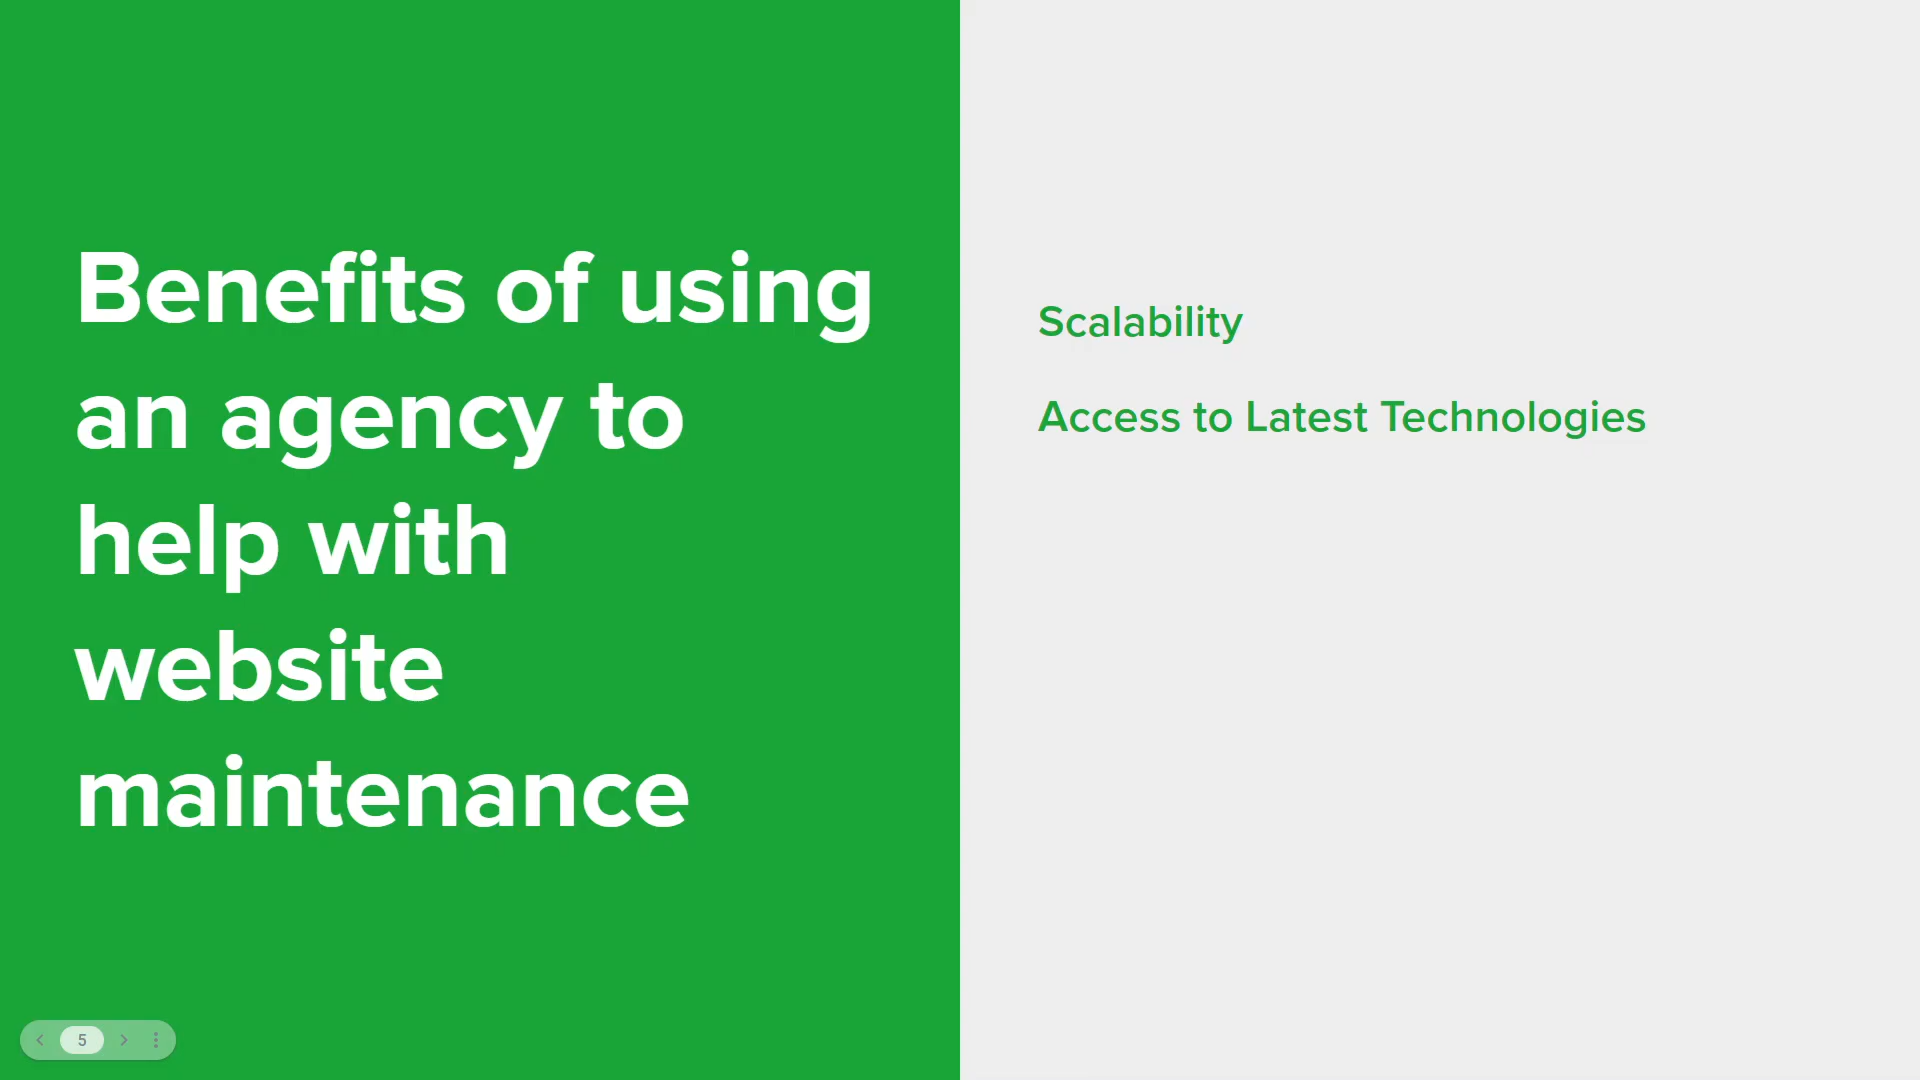 Benefits of using
an agency to
help with
website
maintenance
Scalability
Access to Latest Technologies
5